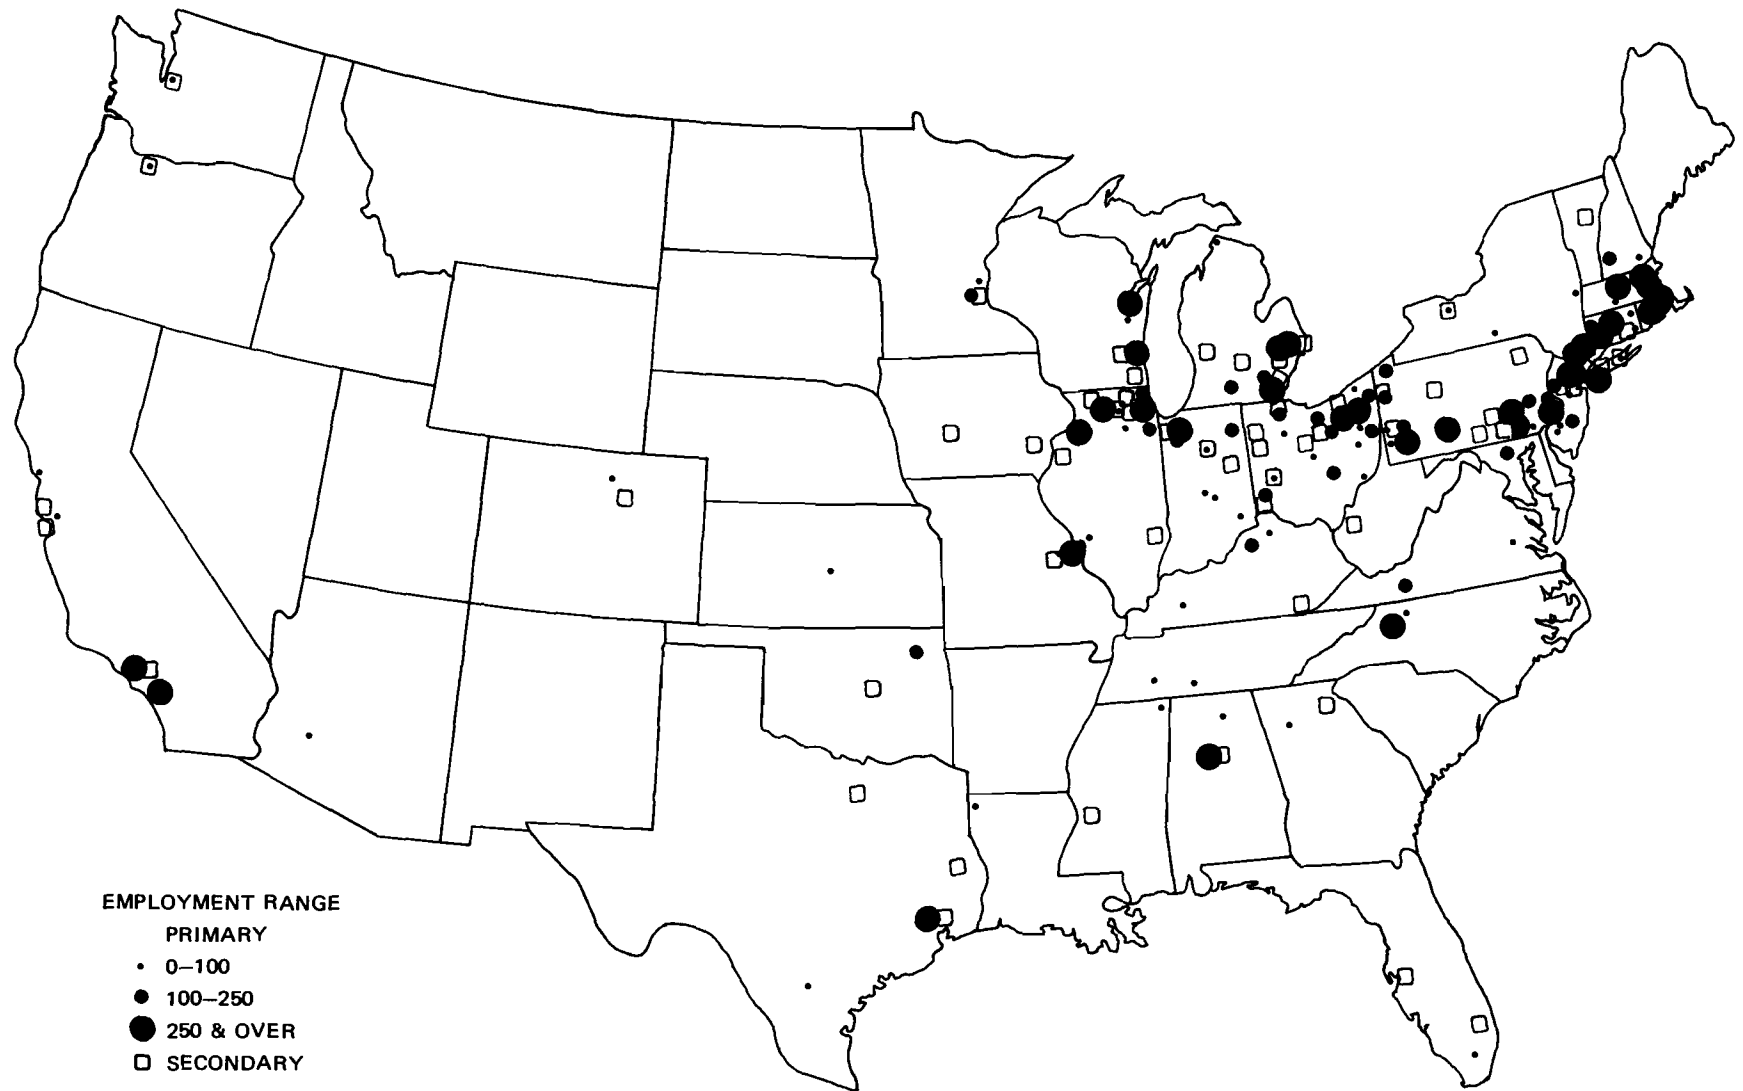 EMPLOYMENT RANGE
PRIMARY
0–100
100–250
250 & OVER
SECONDARY